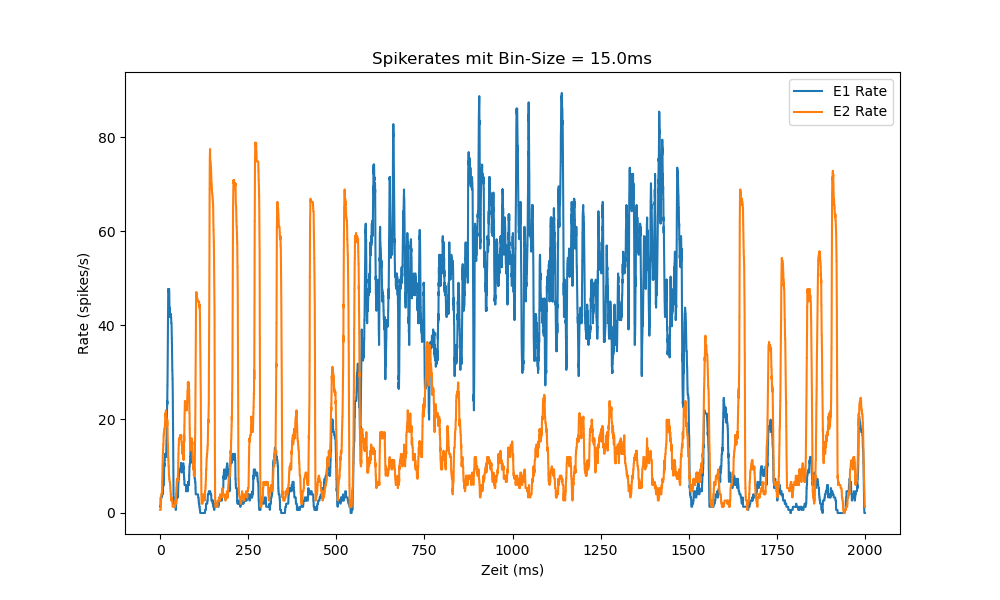 Spikerates mit Bin-Size = 15.0ms
E1 Rate
E2 Rate
Rate (spikes/s)
80
60
40
20
0
0 250 500 750 1000 1250 1500 1750 2000
Zeit (ms)